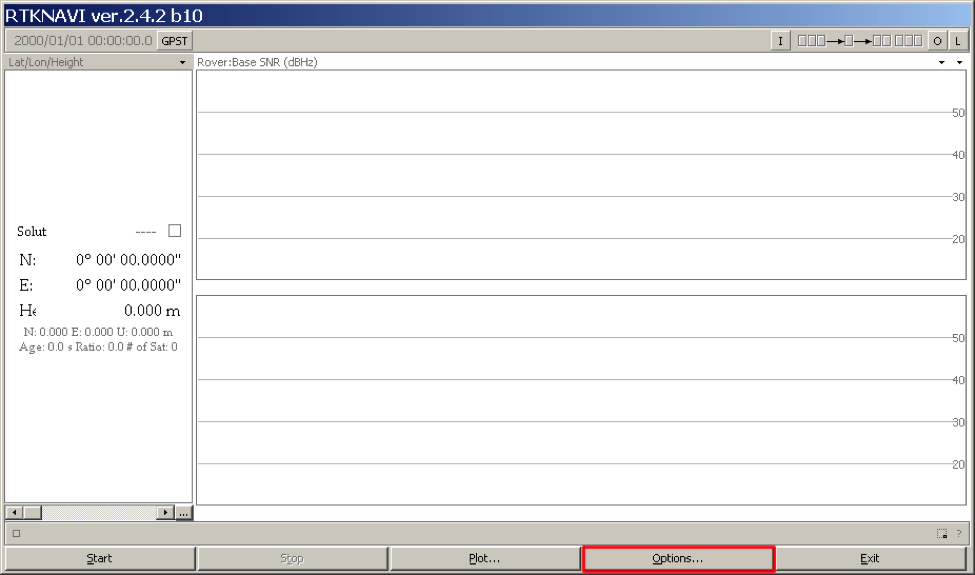 RTKNAVI ver.2.4.2 b10
2000/01/01 00:00:00.0 GPST I O L
Lat/Lon/Height Rover:Base SNR (dBHz)
50
40
30
20
Solut ----
N: 0° 00' 00.0000"
E: 0° 00' 00.0000"
He 0.000 m
N: 0.000 E: 0.000 U: 0.000 m
Age: 0.0 s Ratio: 0.0 # of Sat: 0
50
40
30
20
...
?
Start Stop Plot... Options... Exit